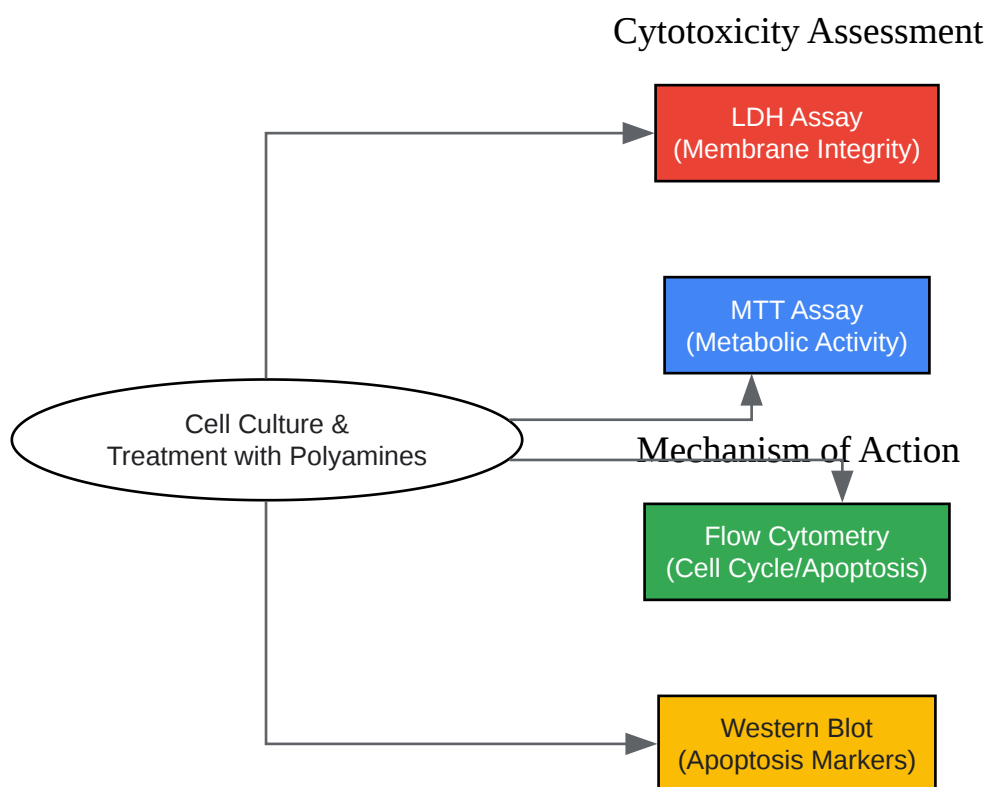 Cytotoxicity Assessment
LDH Assay
(Membrane Integrity)
MTT Assay
(Metabolic Activity)
Cell Culture &
Treatment with Polyamines
Mechanism of Action
Flow Cytometry
(Cell Cycle/Apoptosis)
Western Blot
(Apoptosis Markers)